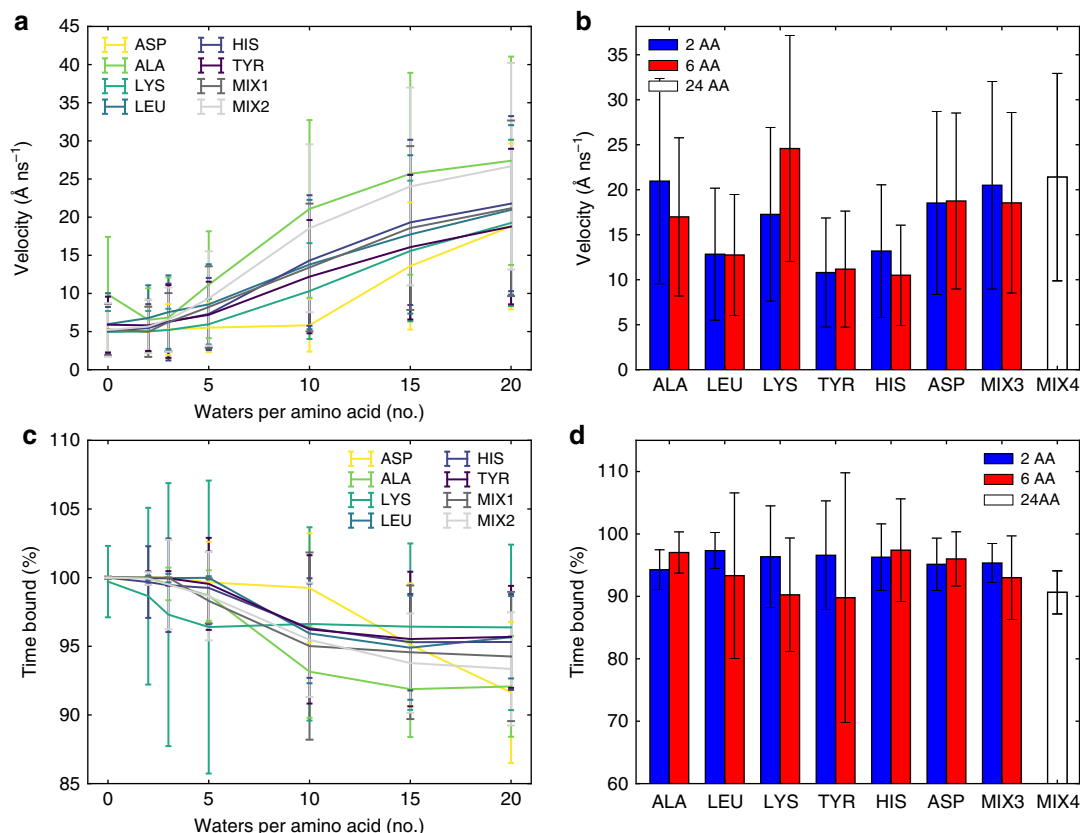 a
45
40
35
30
25
20
15
10
5
0
Velocity (Å ns⁻¹)
ASP
ALA
LYS
LEU
HIS
TYR
MIX1
MIX2
0 5 10 15 20
Waters per amino acid (no.)
b
35
30
25
20
15
10
5
0
Velocity (Å ns⁻¹)
2 AA
6 AA
24 AA
ALA LEU LYS TYR HIS ASP MIX3 MIX4
c
110
105
100
95
90
85
Time bound (%)
ASP
ALA
LYS
LEU
HIS
TYR
MIX1
MIX2
0 5 10 15 20
Waters per amino acid (no.)
d
110
100
90
80
70
60
Time bound (%)
2 AA
6 AA
24AA
ALA LEU LYS TYR HIS ASP MIX3 MIX4